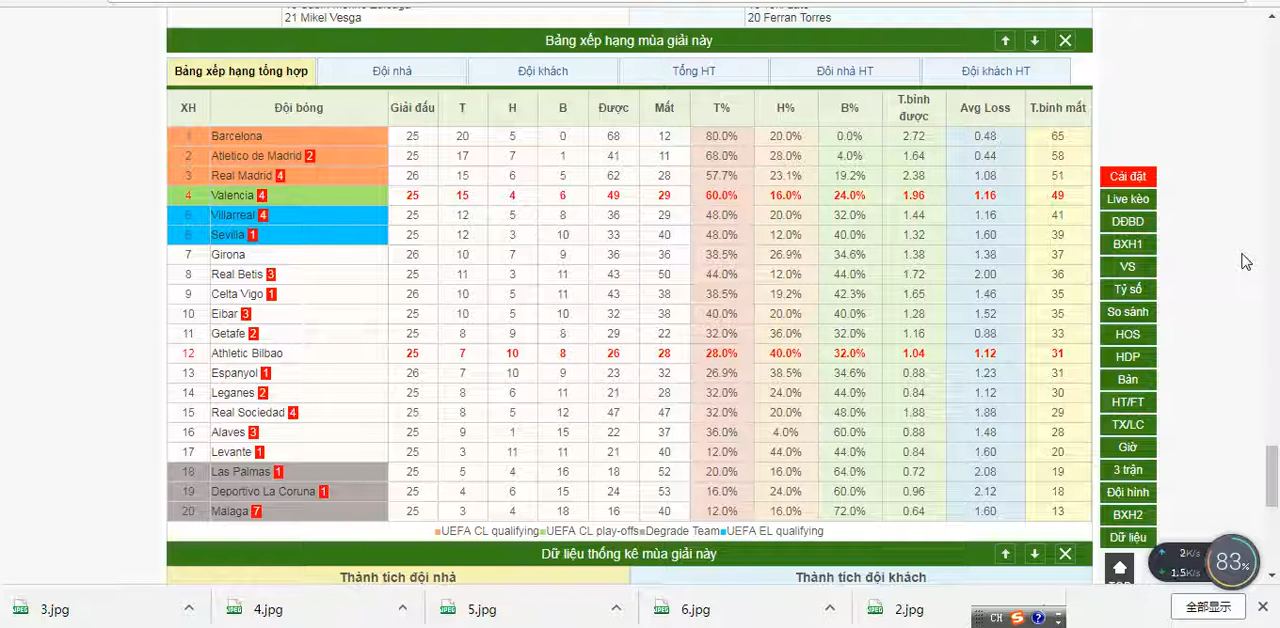 21 Mikel Vesga
20 Ferran Torres
Bảng xếp hạng mùa giải này
Bảng xếp hạng tổng hợp Đội nhà Đội khách Tổng HT Đội nhà HT Đội khách HT
XH Đội bóng Giải đấu T H B Được Mất T% H% B% T.bình được Avg Loss T.bình mất
1 Barcelona 25 20 5 0 68 12 80.0% 20.0% 0.0% 2.72 0.48 65
2 Atletico de Madrid 2 25 17 7 1 41 11 68.0% 28.0% 4.0% 1.64 0.44 58
3 Real Madrid 4 26 15 6 5 62 28 57.7% 23.1% 19.2% 2.38 1.08 51
4 Valencia 4 25 15 4 6 49 29 60.0% 16.0% 24.0% 1.96 1.16 49
5 Villarreal 4 25 12 5 8 36 29 48.0% 20.0% 32.0% 1.44 1.16 41
6 Sevilla 1 25 12 3 10 33 40 48.0% 12.0% 40.0% 1.32 1.60 39
7 Girona 26 10 7 9 36 36 38.5% 26.9% 34.6% 1.38 1.38 37
8 Real Betis 3 25 11 3 11 43 50 44.0% 12.0% 44.0% 1.72 2.00 36
9 Celta Vigo 1 26 10 5 11 43 38 38.5% 19.2% 42.3% 1.65 1.46 35
10 Eibar 3 25 10 5 10 32 38 40.0% 20.0% 40.0% 1.28 1.52 35
11 Getafe 2 25 8 9 8 29 22 32.0% 36.0% 32.0% 1.16 0.88 33
12 Athletic Bilbao 25 7 10 8 26 28 28.0% 40.0% 32.0% 1.04 1.12 31
13 Espanyol 1 26 7 10 9 23 32 26.9% 38.5% 34.6% 0.88 1.23 31
14 Leganes 2 25 8 6 11 21 28 32.0% 24.0% 44.0% 0.84 1.12 30
15 Real Sociedad 4 25 8 5 12 47 47 32.0% 20.0% 48.0% 1.88 1.88 29
16 Alaves 3 25 9 1 15 22 37 36.0% 4.0% 60.0% 0.88 1.48 28
17 Levante 1 25 3 11 11 21 40 12.0% 44.0% 44.0% 0.84 1.60 20
18 Las Palmas 1 25 5 4 16 18 52 20.0% 16.0% 64.0% 0.72 2.08 19
19 Deportivo La Coruna 1 25 4 6 15 24 53 16.0% 24.0% 60.0% 0.96 2.12 18
20 Malaga 7 25 3 4 18 16 40 12.0% 16.0% 72.0% 0.64 1.60 13
UEFA CL qualifying UEFA CL play-offs Degrade Team UEFA EL qualifying
Dữ liệu thống kê mùa giải này
Thành tích đội nhà Thành tích đội khách
Cài đặt
Live kèo
DĐBD
BXH1
VS
Tỷ số
So sánh
HOS
HDP
Bàn
HT/FT
TX/LC
Giờ
3 trận
Đội hình
BXH2
Dữ liệu
2K/s
1.5K/s
83%
3.jpg 4.jpg 5.jpg 6.jpg 2.jpg
CH
全部显示